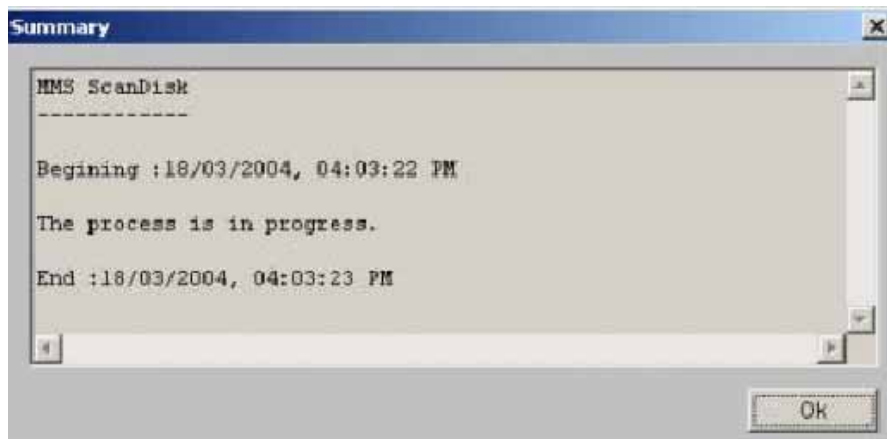 Summary
MMS ScanDisk
------------
Begining :18/03/2004, 04:03:22 PM
The process is in progress.
End :18/03/2004, 04:03:23 PM
Ok